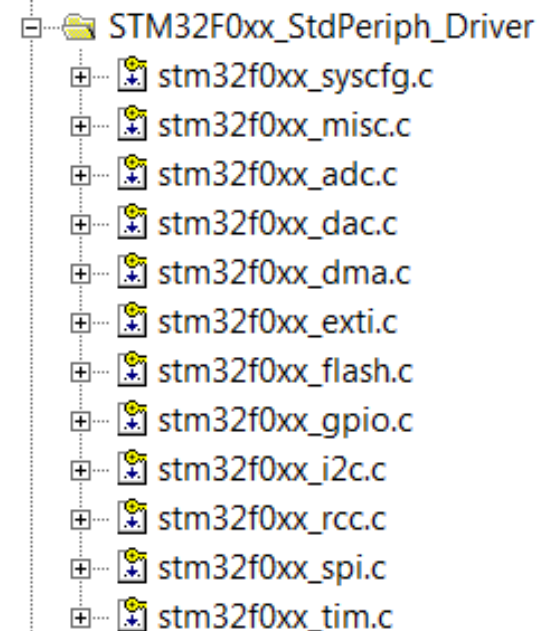 STM32F0xx_StdPeriph_Driver
stm32f0xx_syscfg.c
stm32f0xx_misc.c
stm32f0xx_adc.c
stm32f0xx_dac.c
stm32f0xx_dma.c
stm32f0xx_exti.c
stm32f0xx_flash.c
stm32f0xx_gpio.c
stm32f0xx_i2c.c
stm32f0xx_rcc.c
stm32f0xx_spi.c
stm32f0xx_tim.c